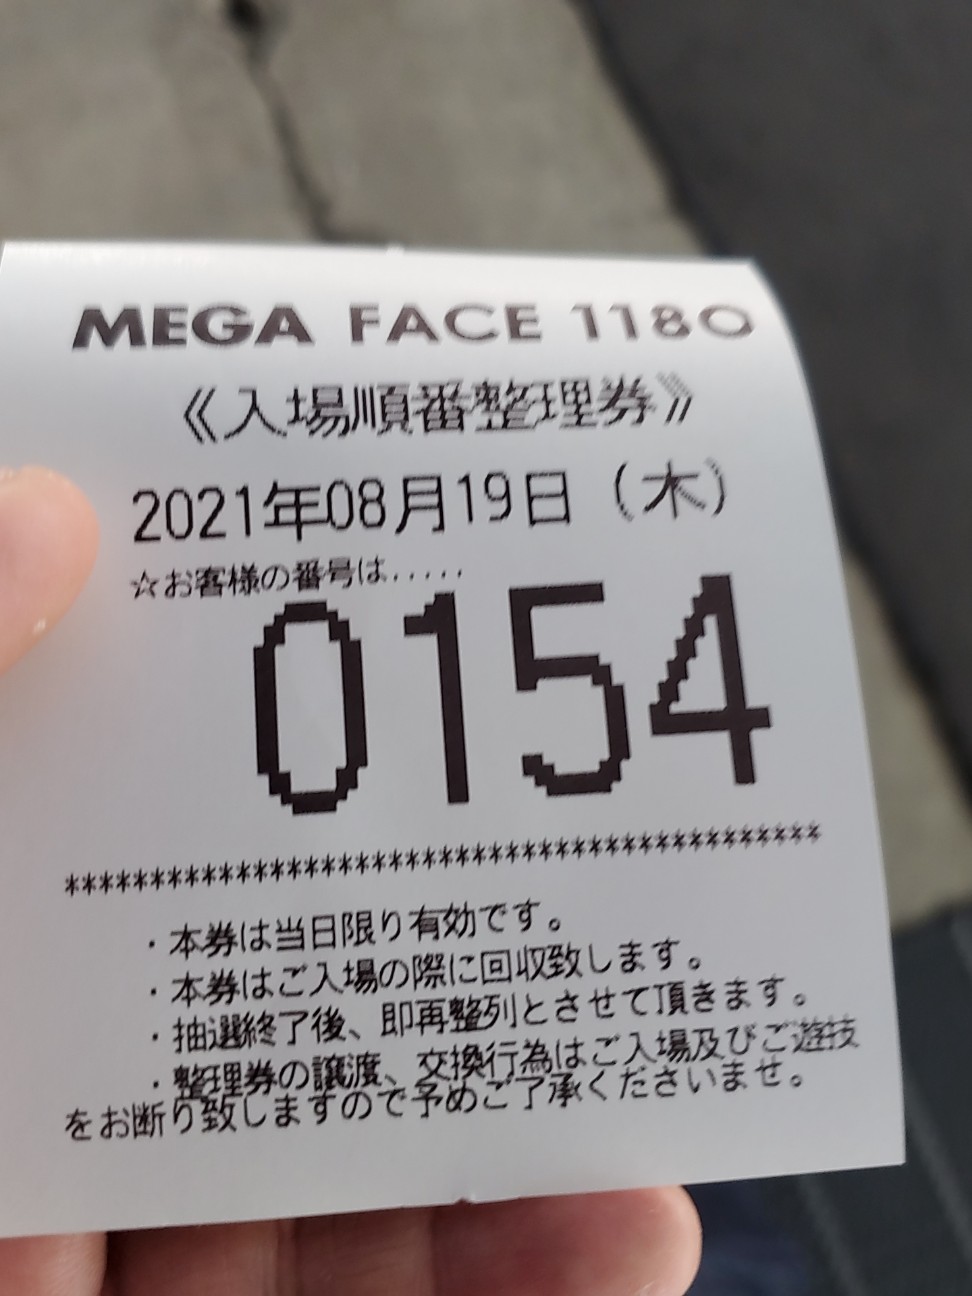 MEGA FACE 1180
《入場順番整理券》
2021年08月19日（木）
☆お客様の番号は.....
0154
********************************************
・本券は当日限り有効です。
・本券はご入場の際に回収致します。
・抽選終了後、即再整列とさせて頂きます。
・整理券の譲渡、交換行為はご入場及びご遊技
をお断り致しますので予めご了承くださいませ。